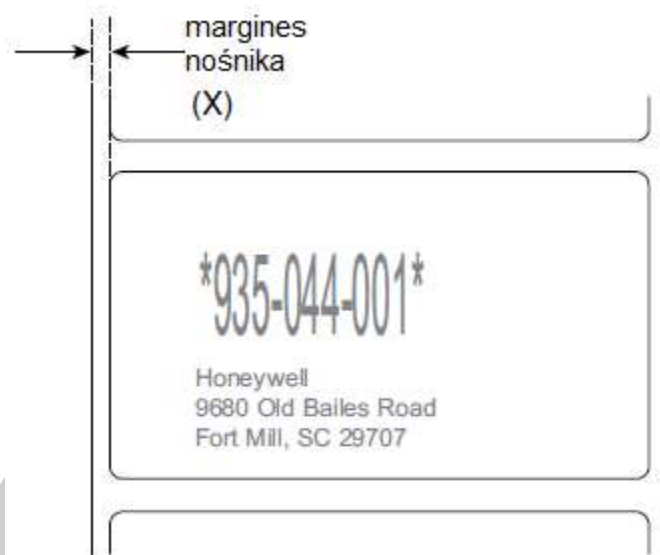 margines
nośnika
(X)
*935-044-001*
Honeywell
9680 Old Bailes Road
Fort Mill, SC 29707